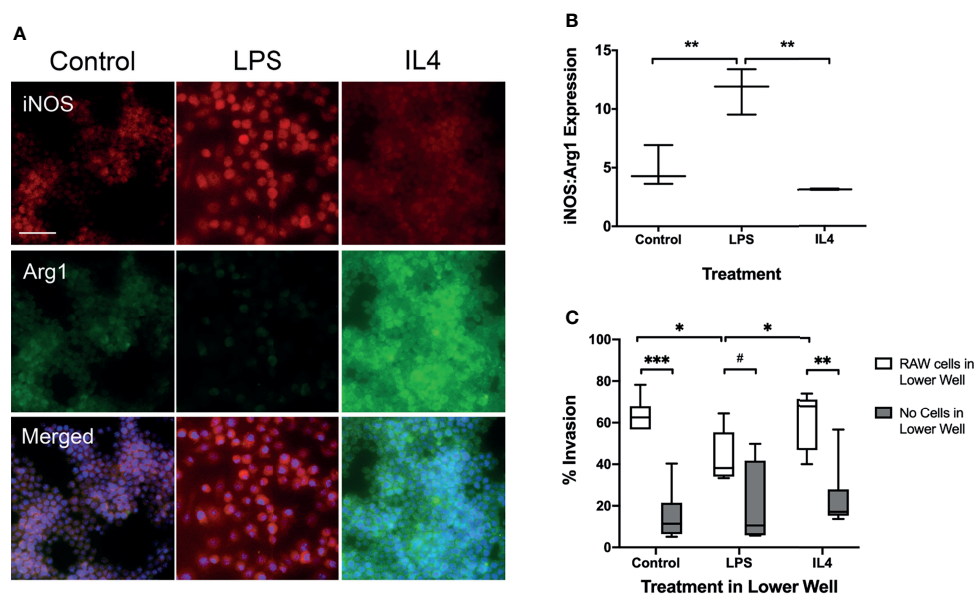 A
Control LPS IL4
iNOS
Arg1
Merged
B
** **
15
10
5
0
iNOS:Arg1 Expression
Control LPS IL4
Treatment
C
* *
*** # **
100
80
60
40
20
0
% Invasion
Control LPS IL4
Treatment in Lower Well
RAW cells in
Lower Well
No Cells in
Lower Well